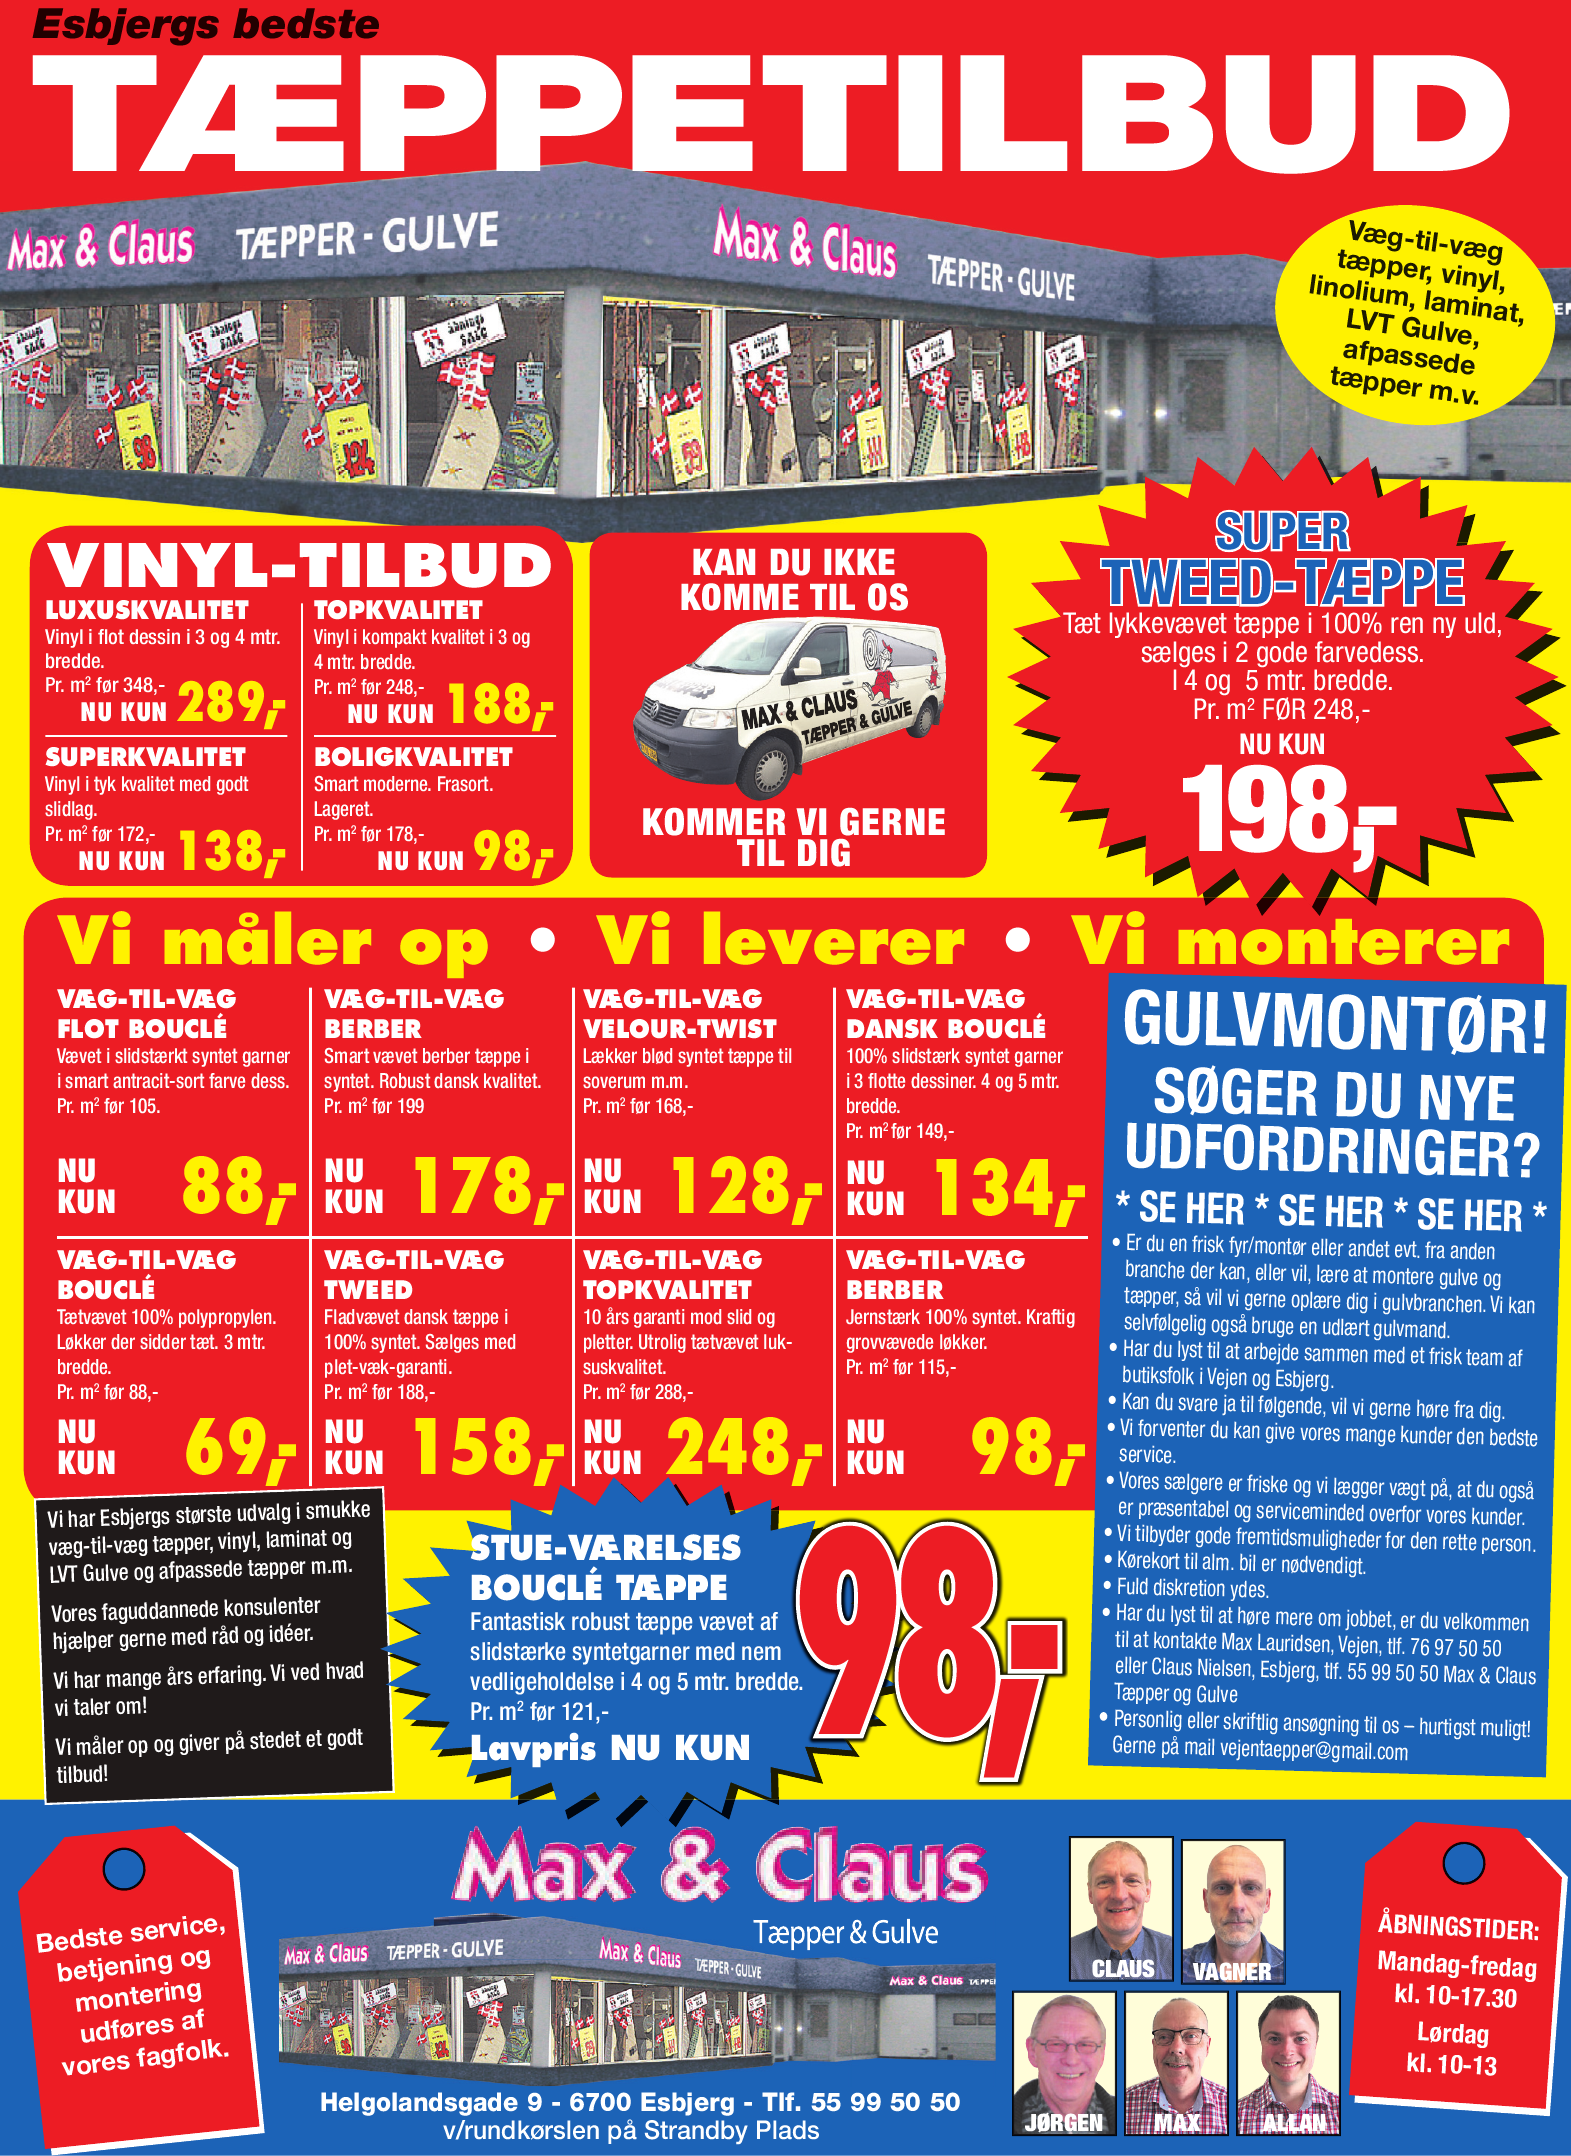 Esbjergs bedste
TÆPPETILBUD
Max & Claus TÆPPER - GULVE
Max & Claus TÆPPER - GULVE
Væg-til-væg
tæpper, vinyl,
linolium, laminat,
LVT Gulve,
afpassede
tæpper m.v.
VINYL-TILBUD
LUXUSKVALITET
Vinyl i flot dessin i 3 og 4 mtr.
bredde.
Pr. m² før 348,-
NU KUN 289,-
TOPKVALITET
Vinyl i kompakt kvalitet i 3 og
4 mtr. bredde.
Pr. m² før 248,-
NU KUN 188,-
SUPERKVALITET
Vinyl i tyk kvalitet med godt
slidlag.
Pr. m² før 172,-
NU KUN 138,-
BOLIGKVALITET
Smart moderne. Frasort.
Lageret.
Pr. m² før 178,-
NU KUN 98,-
KAN DU IKKE
KOMME TIL OS
MAX & CLAUS
TÆPPER & GULVE
KOMMER VI GERNE
TIL DIG
SUPER
TWEED-TÆPPE
Tæt lykkevævet tæppe i 100% ren ny uld,
sælges i 2 gode farvedess.
I 4 og 5 mtr. bredde.
Pr. m² FØR 248,-
NU KUN
198,-
Vi måler op • Vi leverer • Vi monterer
VÆG-TIL-VÆG
FLOT BOUCLÉ
Vævet i slidstærkt syntet garner
i smart antracit-sort farve dess.
Pr. m² før 105.
NU
KUN 88,-
VÆG-TIL-VÆG
BERBER
Smart vævet berber tæppe i
syntet. Robust dansk kvalitet.
Pr. m² før 199
NU
KUN 178,-
VÆG-TIL-VÆG
VELOUR-TWIST
Lækker blød syntet tæppe til
soverum m.m.
Pr. m² før 168,-
NU
KUN 128,-
VÆG-TIL-VÆG
DANSK BOUCLÉ
100% slidstærk syntet garner
i 3 flotte dessiner. 4 og 5 mtr.
bredde.
Pr. m² før 149,-
NU
KUN 134,-
VÆG-TIL-VÆG
BOUCLÉ
Tætvævet 100% polypropylen.
Løkker der sidder tæt. 3 mtr.
bredde.
Pr. m² før 88,-
NU
KUN 69,-
VÆG-TIL-VÆG
TWEED
Fladvævet dansk tæppe i
100% syntet. Sælges med
plet-væk-garanti.
Pr. m² før 188,-
NU
KUN 158,-
VÆG-TIL-VÆG
TOPKVALITET
10 års garanti mod slid og
pletter. Utrolig tætvævet luk-
suskvalitet.
Pr. m² før 288,-
NU
KUN 248,-
VÆG-TIL-VÆG
BERBER
Jernstærk 100% syntet. Kraftig
grovvævede løkker.
Pr. m² før 115,-
NU
KUN 98,-
GULVMONTØR!
SØGER DU NYE
UDFORDRINGER?
* SE HER * SE HER * SE HER *
• Er du en frisk fyr/montør eller andet evt. fra anden
branche der kan, eller vil, lære at montere gulve og
tæpper, så vil vi gerne oplære dig i gulvbranchen. Vi kan
selvfølgelig også bruge en udlært gulvmand.
• Har du lyst til at arbejde sammen med et frisk team af
butiksfolk i Vejen og Esbjerg.
• Kan du svare ja til følgende, vil vi gerne høre fra dig.
• Vi forventer du kan give vores mange kunder den bedste
service.
• Vores sælgere er friske og vi lægger vægt på, at du også
er præsentabel og serviceminded overfor vores kunder.
• Vi tilbyder gode fremtidsmuligheder for den rette person.
• Kørekort til alm. bil er nødvendigt.
• Fuld diskretion ydes.
• Har du lyst til at høre mere om jobbet, er du velkommen
til at kontakte Max Lauridsen, Vejen, tlf. 76 97 50 50
eller Claus Nielsen, Esbjerg, tlf. 55 99 50 50 Max & Claus
Tæpper og Gulve
• Personlig eller skriftlig ansøgning til os – hurtigst muligt!
Gerne på mail vejentaepper@gmail.com
Vi har Esbjergs største udvalg i smukke
væg-til-væg tæpper, vinyl, laminat og
LVT Gulve og afpassede tæpper m.m.
Vores faguddannede konsulenter
hjælper gerne med råd og idéer.
Vi har mange års erfaring. Vi ved hvad
vi taler om!
Vi måler op og giver på stedet et godt
tilbud!
STUE-VÆRELSES
BOUCLÉ TÆPPE
Fantastisk robust tæppe vævet af
slidstærke syntetgarner med nem
vedligeholdelse i 4 og 5 mtr. bredde.
Pr. m² før 121,-
Lavpris NU KUN
98,-
Bedste service,
betjening og
montering
udføres af
vores fagfolk.
Max & Claus
Tæpper & Gulve
Max & Claus TÆPPER - GULVE
Max & Claus TÆPPER - GULVE
Max & Claus
Helgolandsgade 9 - 6700 Esbjerg - Tlf. 55 99 50 50
v/rundkørslen på Strandby Plads
CLAUS
VAGNER
JØRGEN
MAX
ALLAN
ÅBNINGSTIDER:
Mandag-fredag
kl. 10-17.30
Lørdag
kl. 10-13